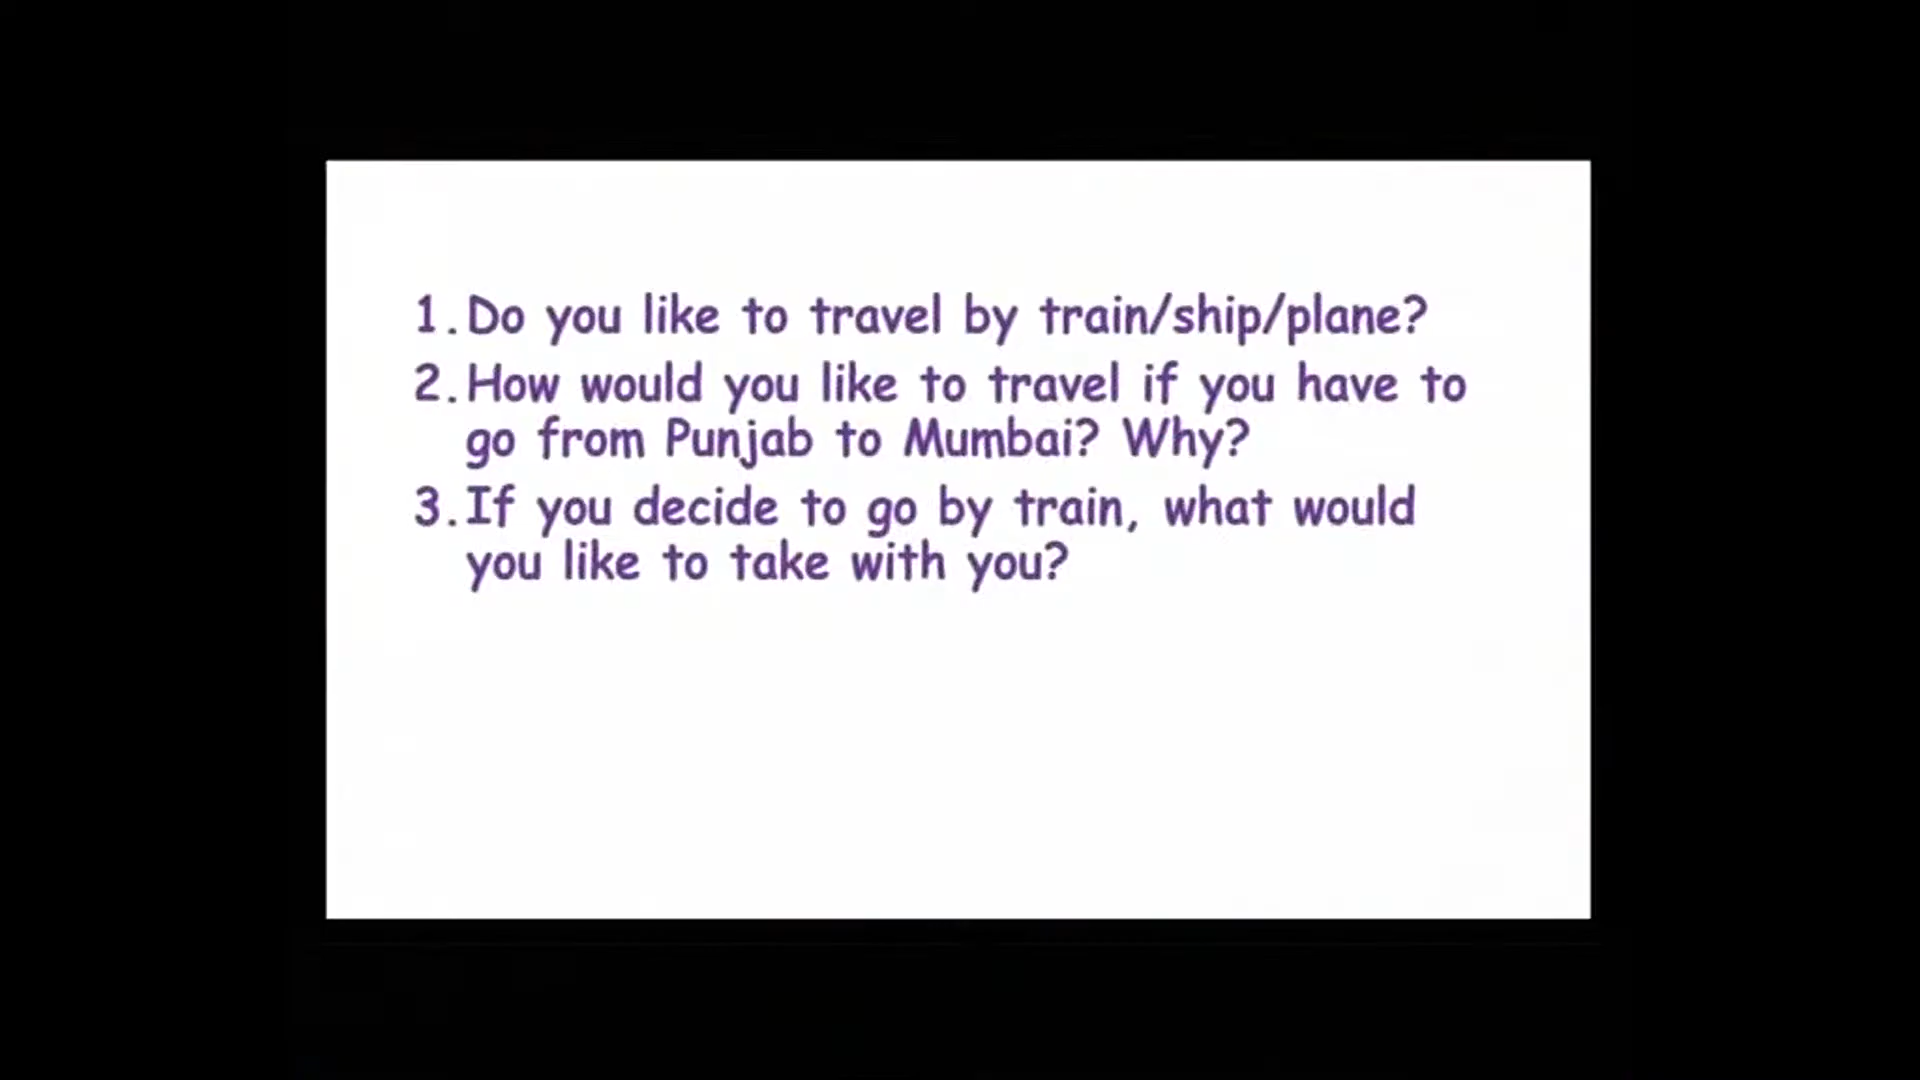 1. Do you like to travel by train/ship/plane?
2. How would you like to travel if you have to
go from Punjab to Mumbai? Why?
3. If you decide to go by train, what would
you like to take with you?